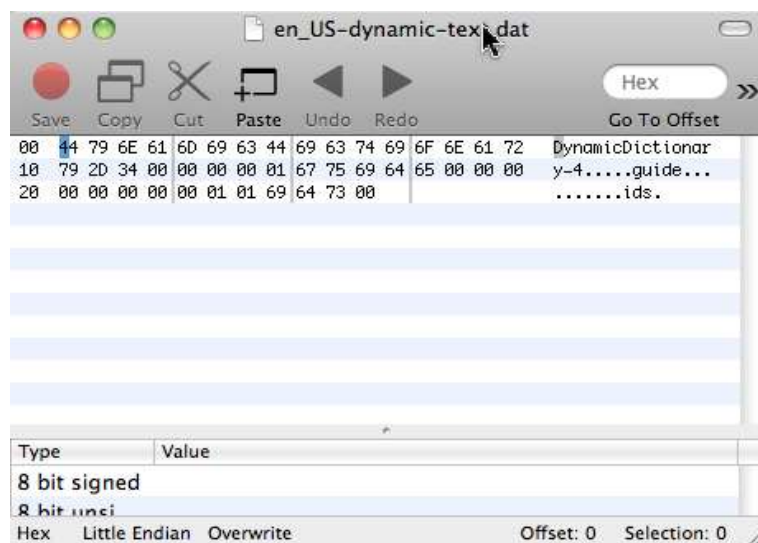 en_US-dynamic-text.dat
Hex
Save Copy Cut Paste Undo Redo Go To Offset
00 44 79 6E 61 6D 69 63 44 69 63 74 69 6F 6E 61 72 DynamicDictionar
10 79 2D 34 00 00 00 00 01 67 75 69 64 65 00 00 00 y-4.....guide...
20 00 00 00 00 00 01 01 69 64 73 00 .......ids.
Type Value
8 bit signed
8 bit unsi
Hex Little Endian Overwrite Offset: 0 Selection: 0